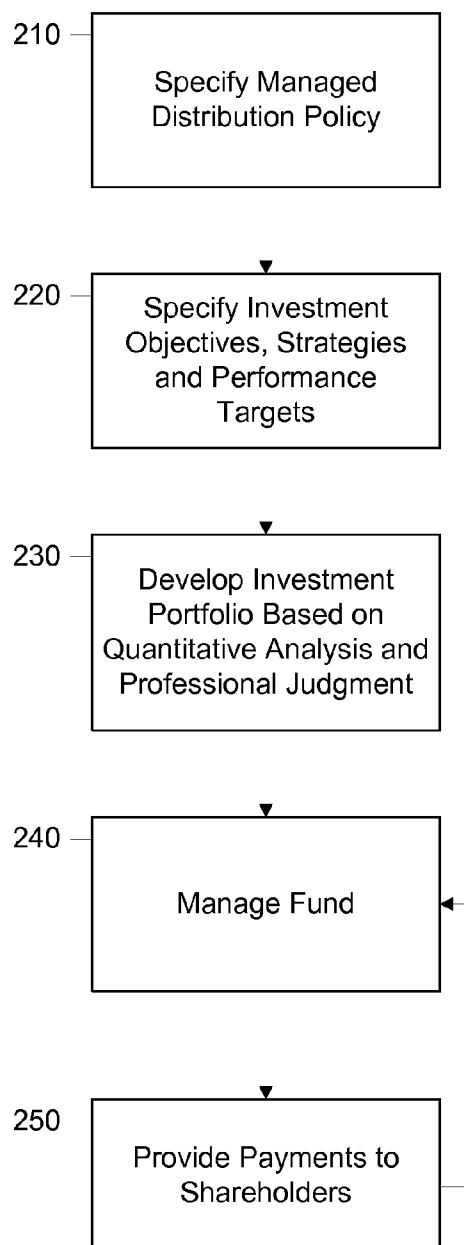 210
Specify Managed
Distribution Policy
220
Specify Investment
Objectives, Strategies
and Performance
Targets
230
Develop Investment
Portfolio Based on
Quantitative Analysis and
Professional Judgment
240
Manage Fund
250
Provide Payments to
Shareholders